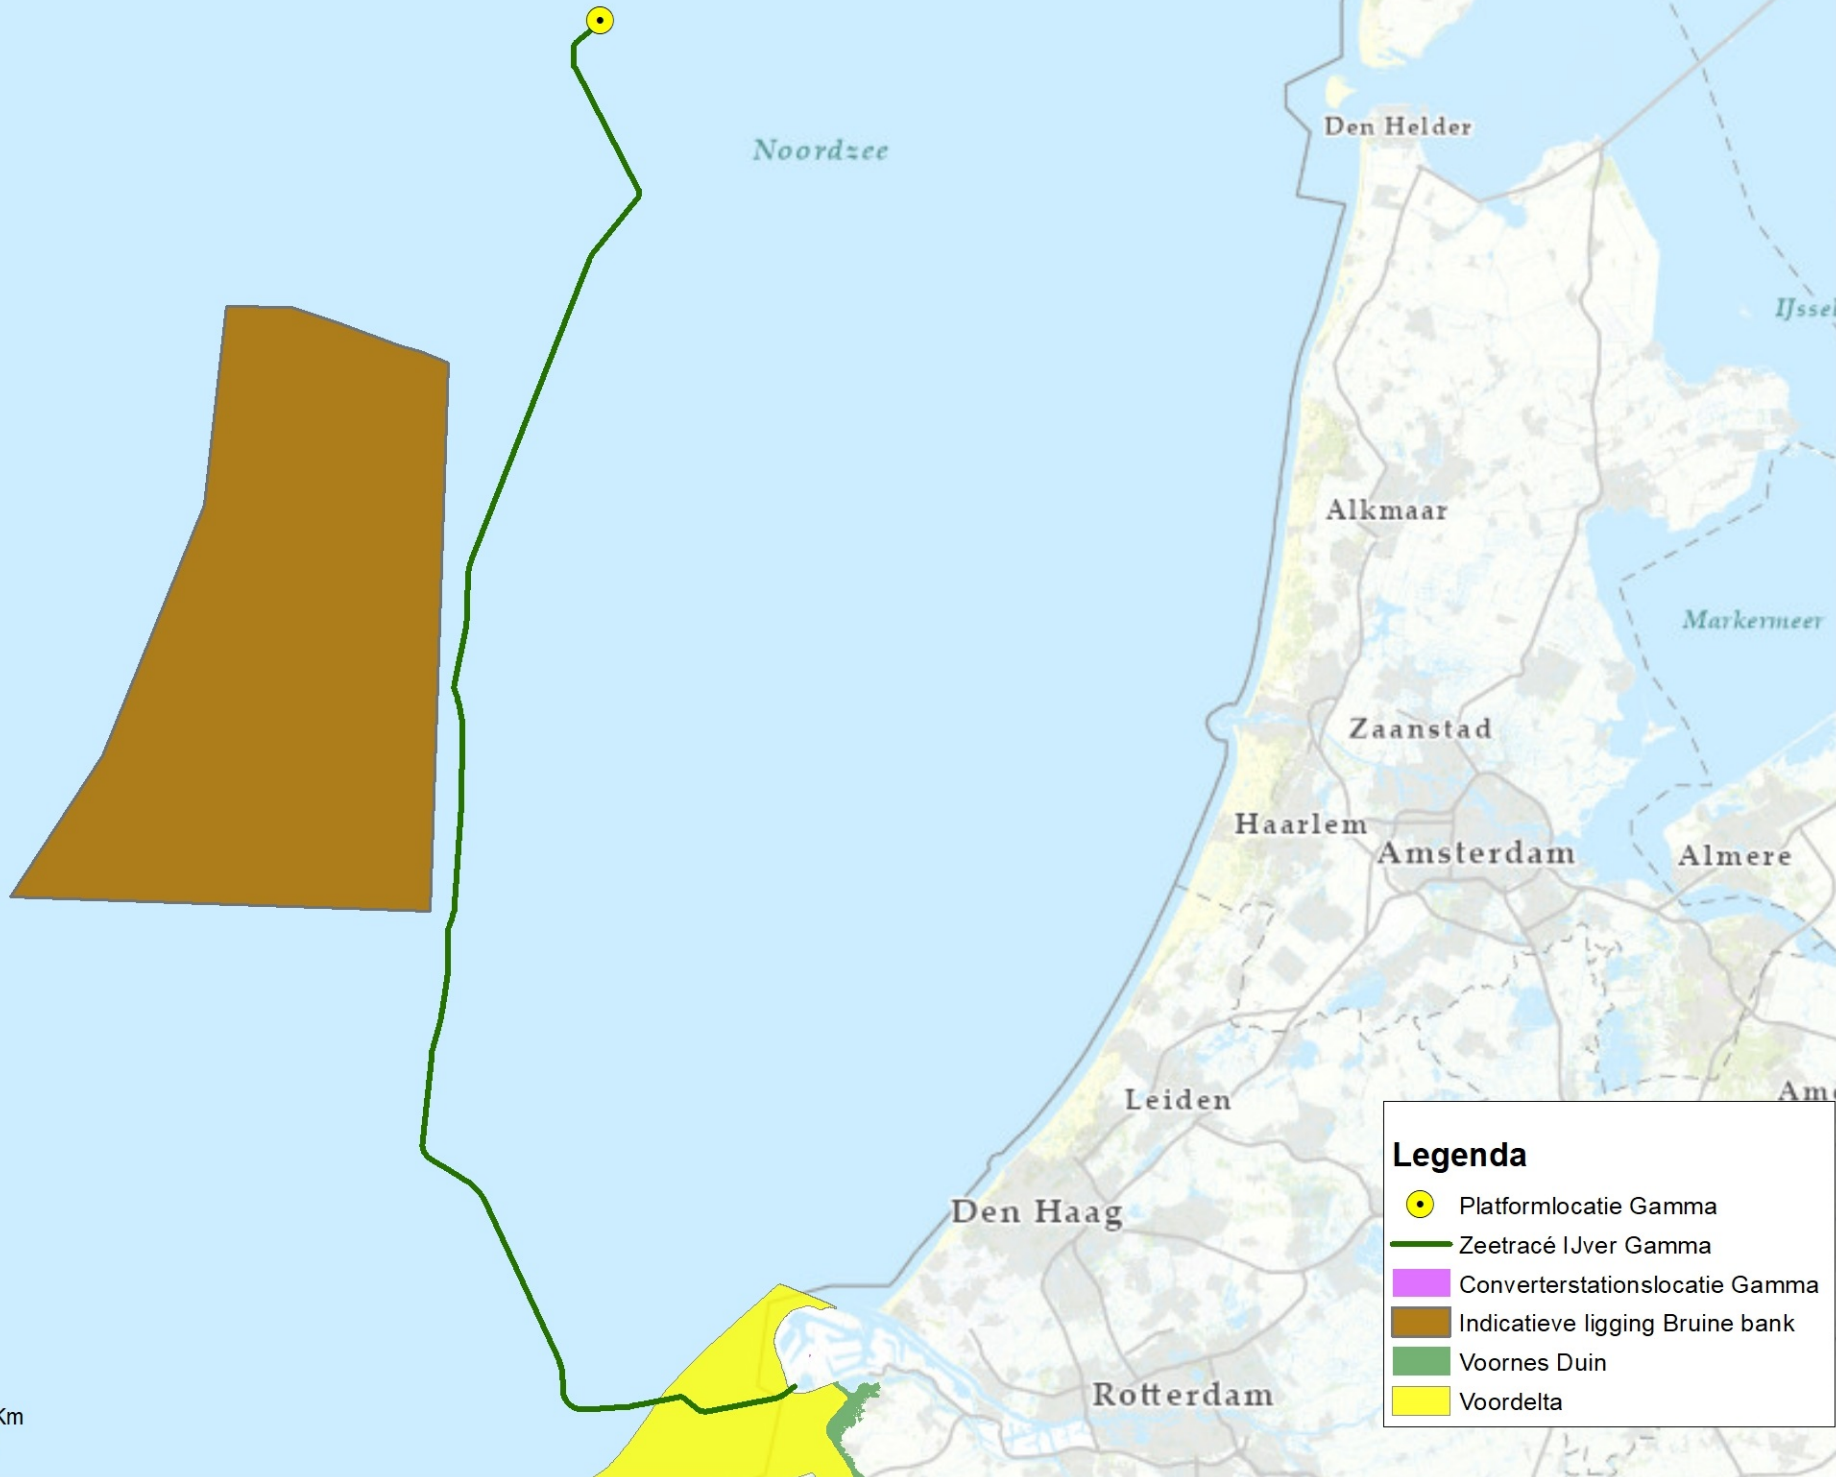 Noordzee
Den Helder
IJssel
Alkmaar
Markermeer
Zaanstad
Haarlem
Amsterdam
Almere
Leiden
Ame
Den Haag
Rotterdam
Km
Legenda
Platformlocatie Gamma
Zeetracé IJver Gamma
Converterstationslocatie Gamma
Indicatieve ligging Bruine bank
Voornes Duin
Voordelta